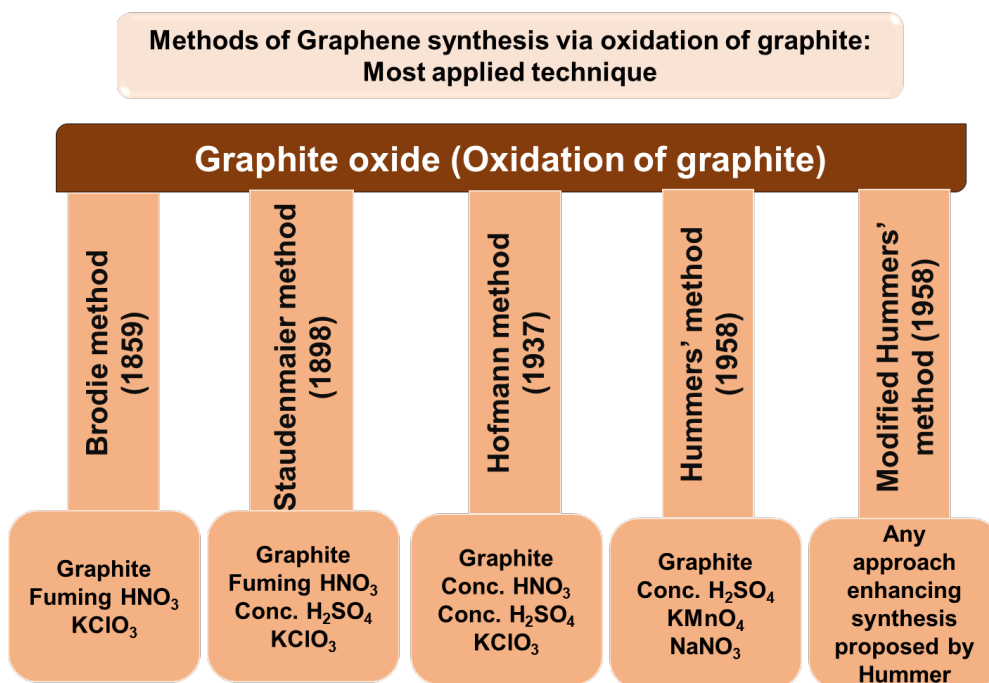 Methods of Graphene synthesis via oxidation of graphite:
Most applied technique
Graphite oxide (Oxidation of graphite)
Brodie method
(1859)
Staudenmaier method
(1898)
Hofmann method
(1937)
Hummers’ method
(1958)
Modified Hummers’
method (1958)
Graphite
Fuming HNO₃
KClO₃
Graphite
Fuming HNO₃
Conc. H₂SO₄
KClO₃
Graphite
Conc. HNO₃
Conc. H₂SO₄
KClO₃
Graphite
Conc. H₂SO₄
KMnO₄
NaNO₃
Any
approach
enhancing
synthesis
proposed by
Hummer